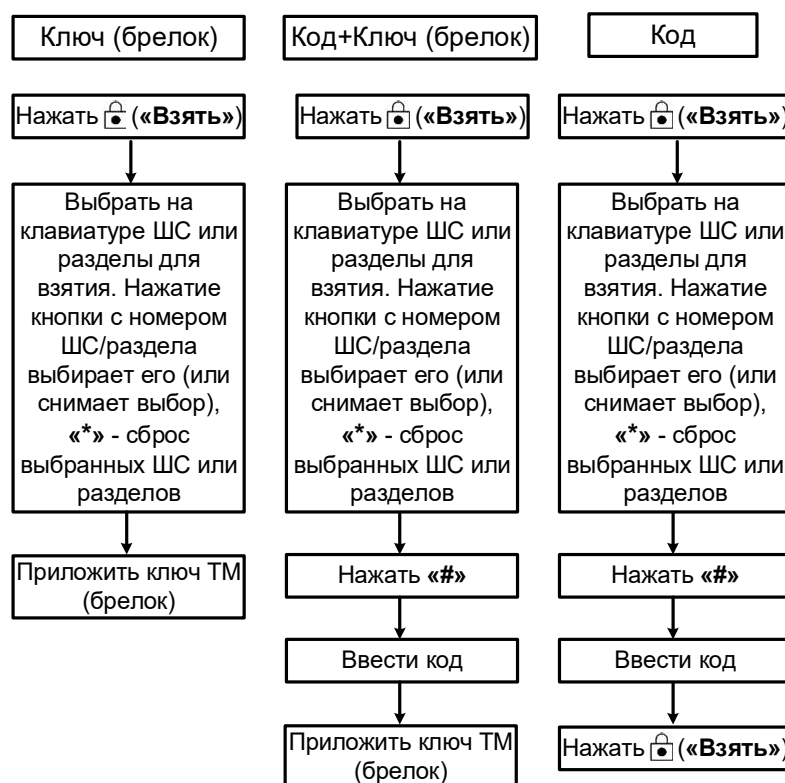 Ключ (брелок)
Нажать («Взять»)
Выбрать на
клавиатуре ШС или
разделы для
взятия. Нажатие
кнопки с номером
ШС/раздела
выбирает его (или
снимает выбор),
«*» - сброс
выбранных ШС или
разделов
Приложить ключ ТМ
(брелок)
Код+Ключ (брелок)
Нажать («Взять»)
Выбрать на
клавиатуре ШС или
разделы для
взятия. Нажатие
кнопки с номером
ШС/раздела
выбирает его (или
снимает выбор),
«*» - сброс
выбранных ШС или
разделов
Нажать «#»
Ввести код
Приложить ключ ТМ
(брелок)
Код
Нажать («Взять»)
Выбрать на
клавиатуре ШС или
разделы для
взятия. Нажатие
кнопки с номером
ШС/раздела
выбирает его (или
снимает выбор),
«*» - сброс
выбранных ШС или
разделов
Нажать «#»
Ввести код
Нажать («Взять»)